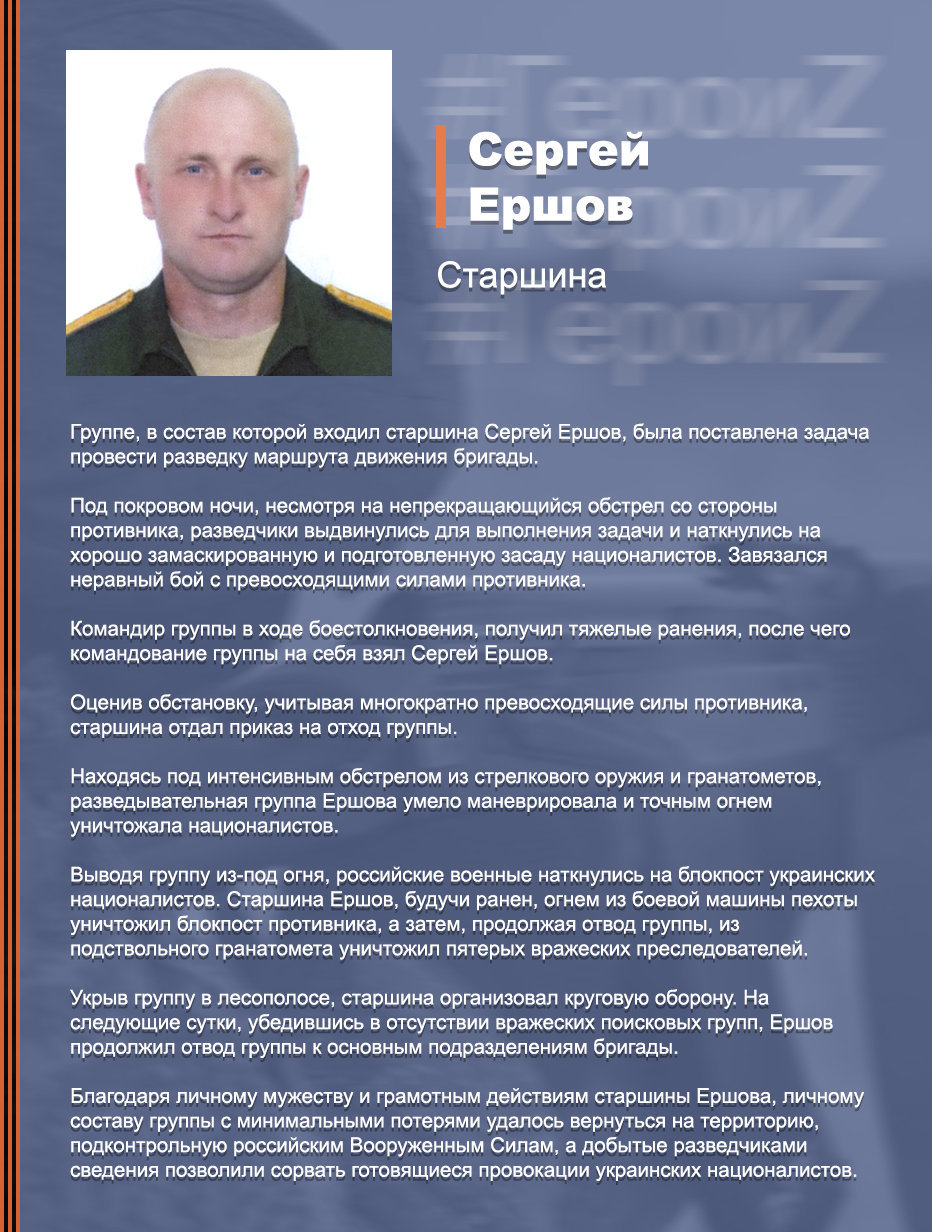 #ГероиZ
Сергей
Ершов
#ГероиZ
Старшина
#ГероиZ
Группе, в состав которой входил старшина Сергей Ершов, была поставлена задача
провести разведку маршрута движения бригады.
Под покровом ночи, несмотря на непрекращающийся обстрел со стороны
противника, разведчики выдвинулись для выполнения задачи и наткнулись на
хорошо замаскированную и подготовленную засаду националистов. Завязался
неравный бой с превосходящими силами противника.
Командир группы в ходе боестолкновения, получил тяжелые ранения, после чего
командование группы на себя взял Сергей Ершов.
Оценив обстановку, учитывая многократно превосходящие силы противника,
старшина отдал приказ на отход группы.
Находясь под интенсивным обстрелом из стрелкового оружия и гранатометов,
разведывательная группа Ершова умело маневрировала и точным огнем
уничтожала националистов.
Выводя группу из-под огня, российские военные наткнулись на блокпост украинских
националистов. Старшина Ершов, будучи ранен, огнем из боевой машины пехоты
уничтожил блокпост противника, а затем, продолжая отвод группы, из
подствольного гранатомета уничтожил пятерых вражеских преследователей.
Укрыв группу в лесополосе, старшина организовал круговую оборону. На
следующие сутки, убедившись в отсутствии вражеских поисковых групп, Ершов
продолжил отвод группы к основным подразделениям бригады.
Благодаря личному мужеству и грамотным действиям старшины Ершова, личному
составу группы с минимальными потерями удалось вернуться на территорию,
подконтрольную российским Вооруженным Силам, а добытые разведчиками
сведения позволили сорвать готовящиеся провокации украинских националистов.